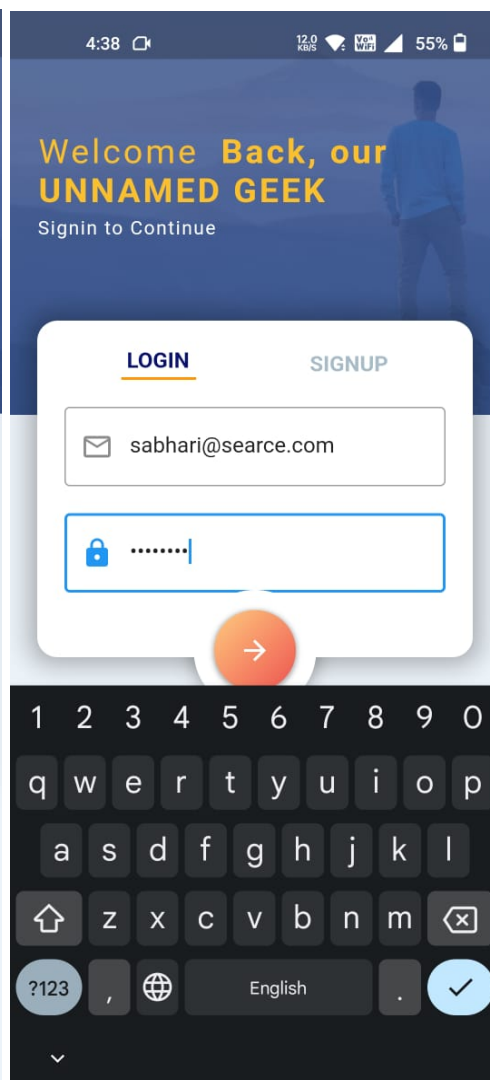 4:38 12.0 KB/S Vo) WiFi 55%
Welcome Back, our
UNNAMED GEEK
Signin to Continue
LOGIN SIGNUP
sabhari@searce.com
••••••••
1 2 3 4 5 6 7 8 9 0
q w e r t y u i o p
a s d f g h j k l
z x c v b n m
?123 , English .